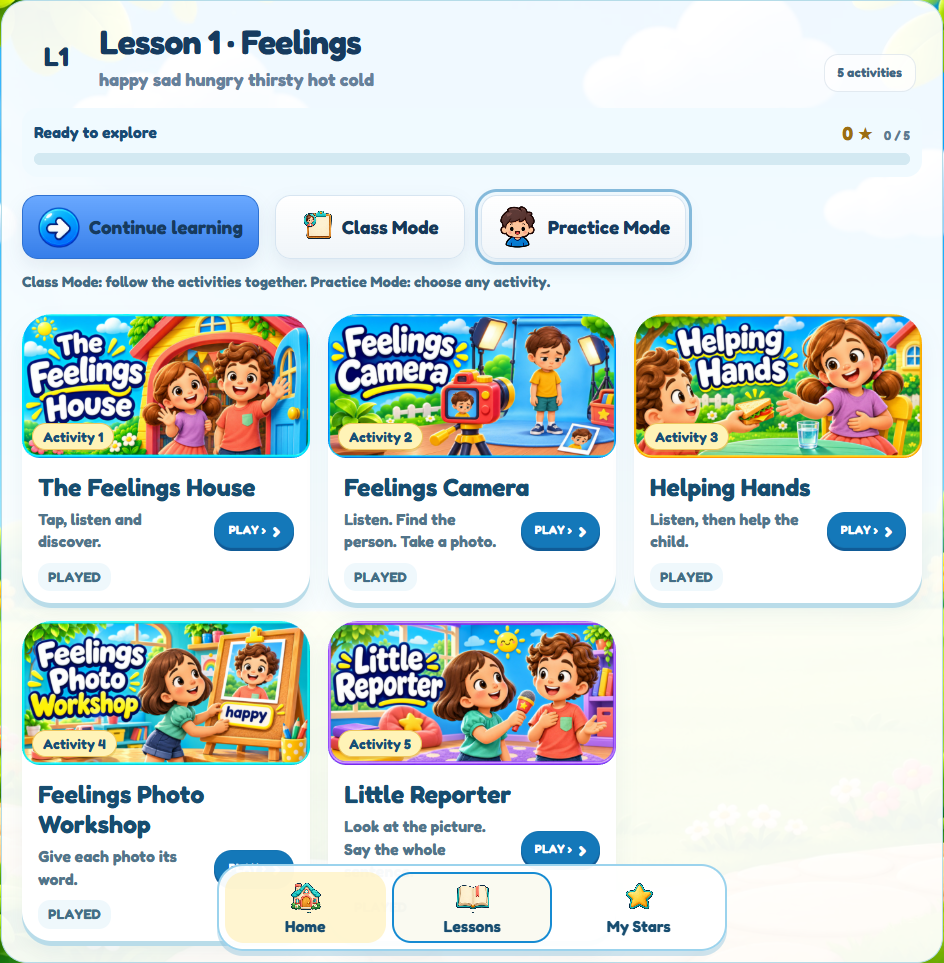 L1
Lesson 1 · Feelings
happy sad hungry thirsty hot cold
5 activities
Ready to explore
0 ★ 0 / 5
Continue learning
Class Mode
Practice Mode
Class Mode: follow the activities together. Practice Mode: choose any activity.
The
Feelings
House
Activity 1
The Feelings House
Tap, listen and
discover.
PLAY › ›
PLAYED
Feelings
Camera
Activity 2
Feelings Camera
Listen. Find the
person. Take a photo.
PLAY › ›
PLAYED
Helping
Hands
Activity 3
Helping Hands
Listen, then help the
child.
PLAY › ›
PLAYED
Feelings
Photo
Workshop
happy
Activity 4
Feelings Photo
Workshop
Give each photo its
word.
PLAYED
Little
Reporter
Activity 5
Little Reporter
Look at the picture.
Say the whole
PLAY › ›
Home
Lessons
My Stars